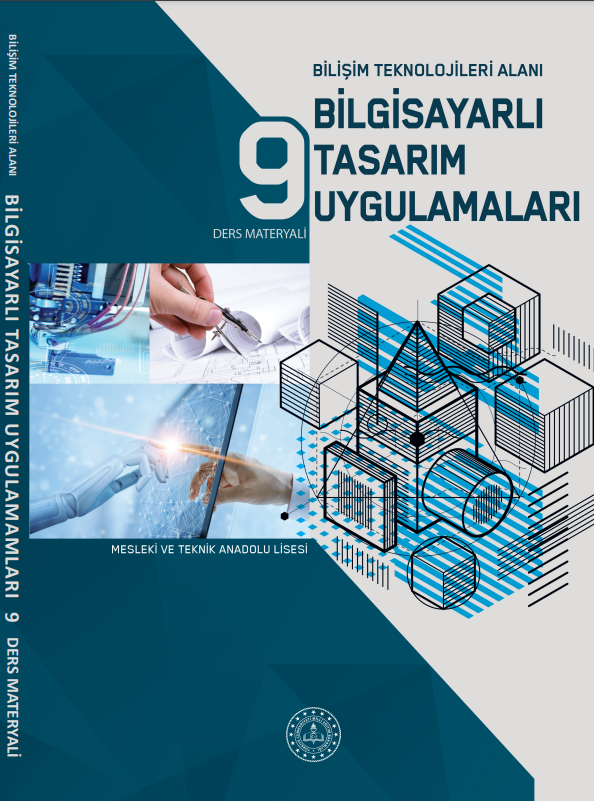 BİLİŞİM TEKNOLOJİLERİ ALANI
BİLGİSAYARLI TASARIM UYGULAMAMLARI 9 DERS MATERYALİ
BİLİŞİM TEKNOLOJİLERİ ALANI
BİLGİSAYARLI
TASARIM
UYGULAMALARI
9
DERS MATERYALİ
MESLEKİ VE TEKNİK ANADOLU LİSESİ